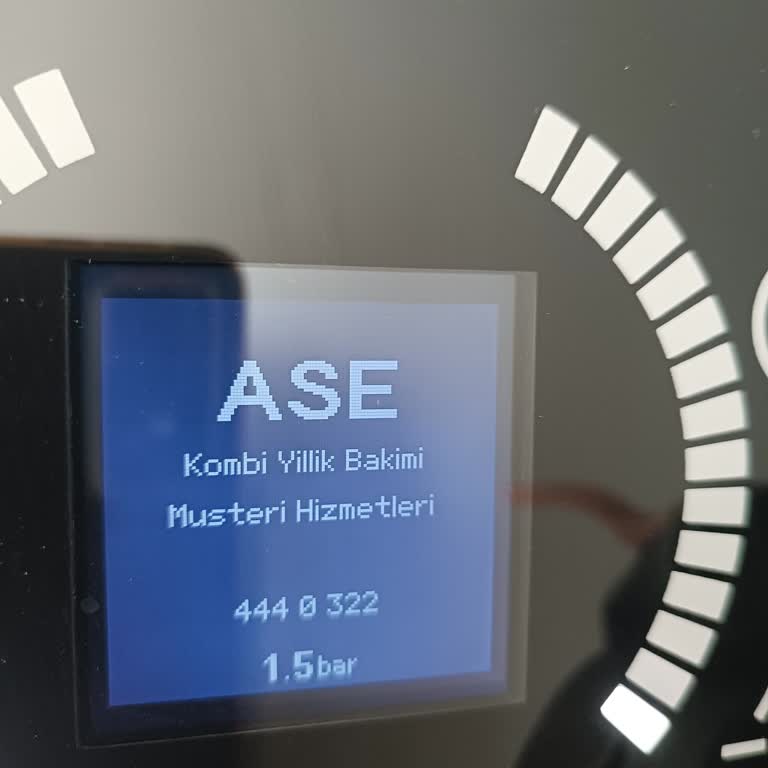 ASE
Kombi Yillik Bakimi
Musteri Hizmetleri
444 0 322
1.5bar